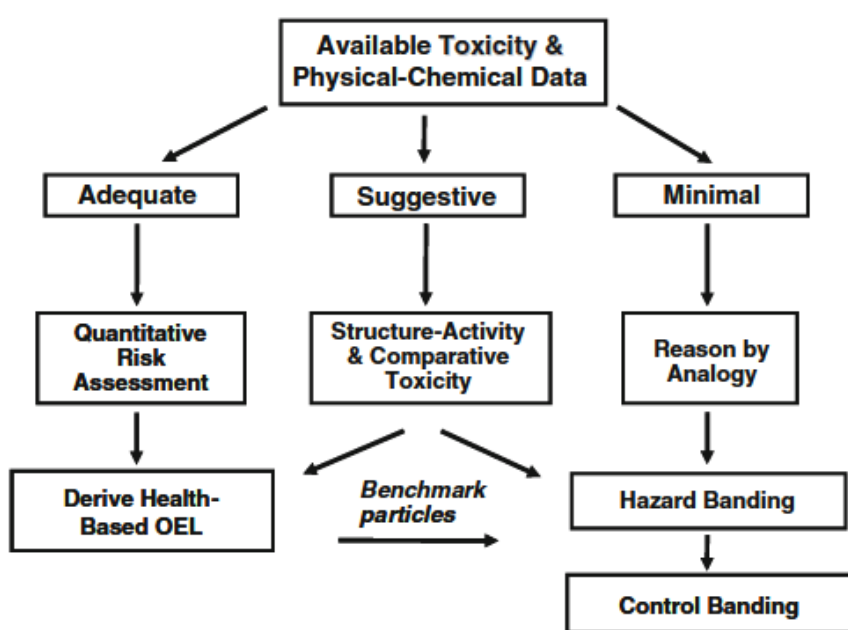 Available Toxicity &
Physical-Chemical Data
Adequate
Suggestive
Minimal
Quantitative
Risk
Assessment
Structure-Activity
& Comparative
Toxicity
Reason by
Analogy
Derive Health-
Based OEL
Benchmark
particles
Hazard Banding
Control Banding